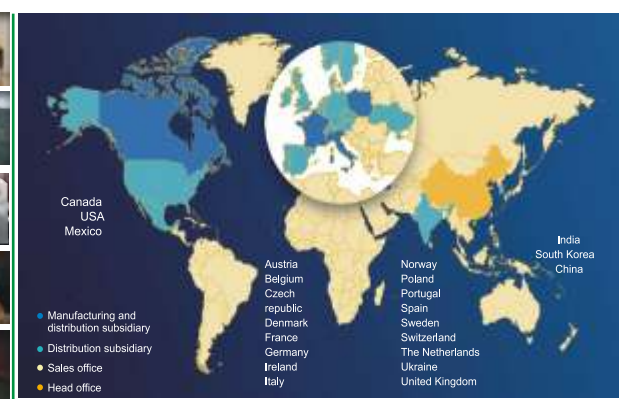 Canada
USA
Mexico
Austria
Belgium
Czech
republic
Denmark
France
Germany
Ireland
Italy
Norway
Poland
Portugal
Spain
Sweden
Switzerland
The Netherlands
Ukraine
United Kingdom
India
South Korea
China
Manufacturing and
distribution subsidiary
Distribution subsidiary
Sales office
Head office